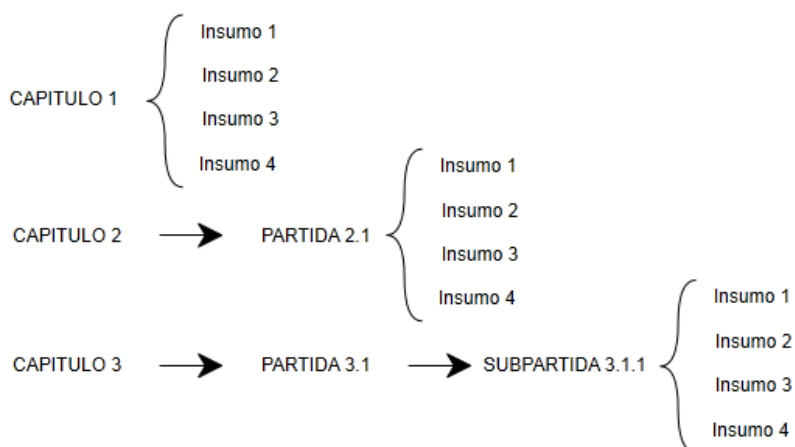 CAPITULO 1
Insumo 1
Insumo 2
Insumo 3
Insumo 4
CAPITULO 2
PARTIDA 2.1
Insumo 1
Insumo 2
Insumo 3
Insumo 4
CAPITULO 3
PARTIDA 3.1
SUBPARTIDA 3.1.1
Insumo 1
Insumo 2
Insumo 3
Insumo 4